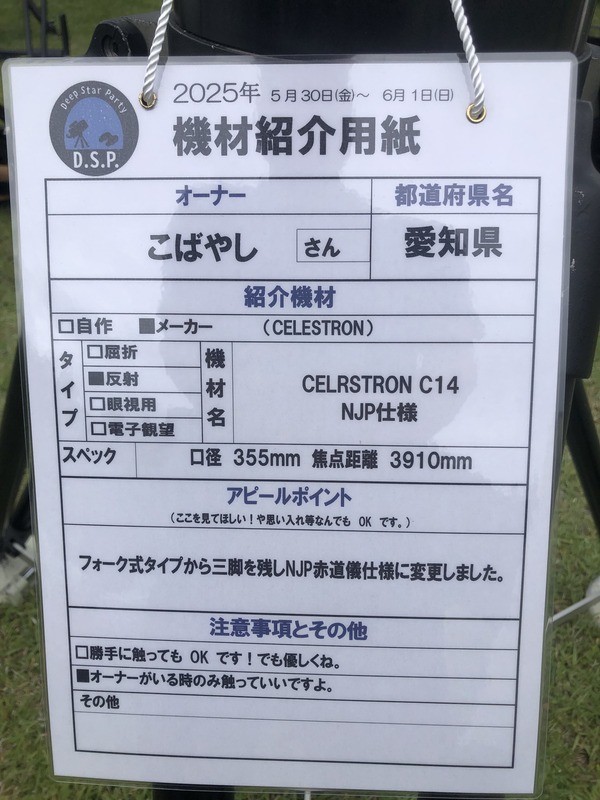 Deep Star Party
D.S.P.
2025年 5月30日(金)～ 6月1日(日)
機材紹介用紙
オーナー 都道府県名
こばやし さん 愛知県
紹介機材
□自作 ■メーカー （CELESTRON）
タイプ
□屈折
■反射
□眼視用
□電子観望
機材名
CELRSTRON C14
NJP仕様
スペック 口径 355mm 焦点距離 3910mm
アピールポイント
（ここを見てほしい！や思い入れ等なんでも OK です。）
フォーク式タイプから三脚を残しNJP赤道儀仕様に変更しました。
注意事項とその他
□勝手に触っても OK です！でも優しくね。
■オーナーがいる時のみ触っていいですよ。
その他